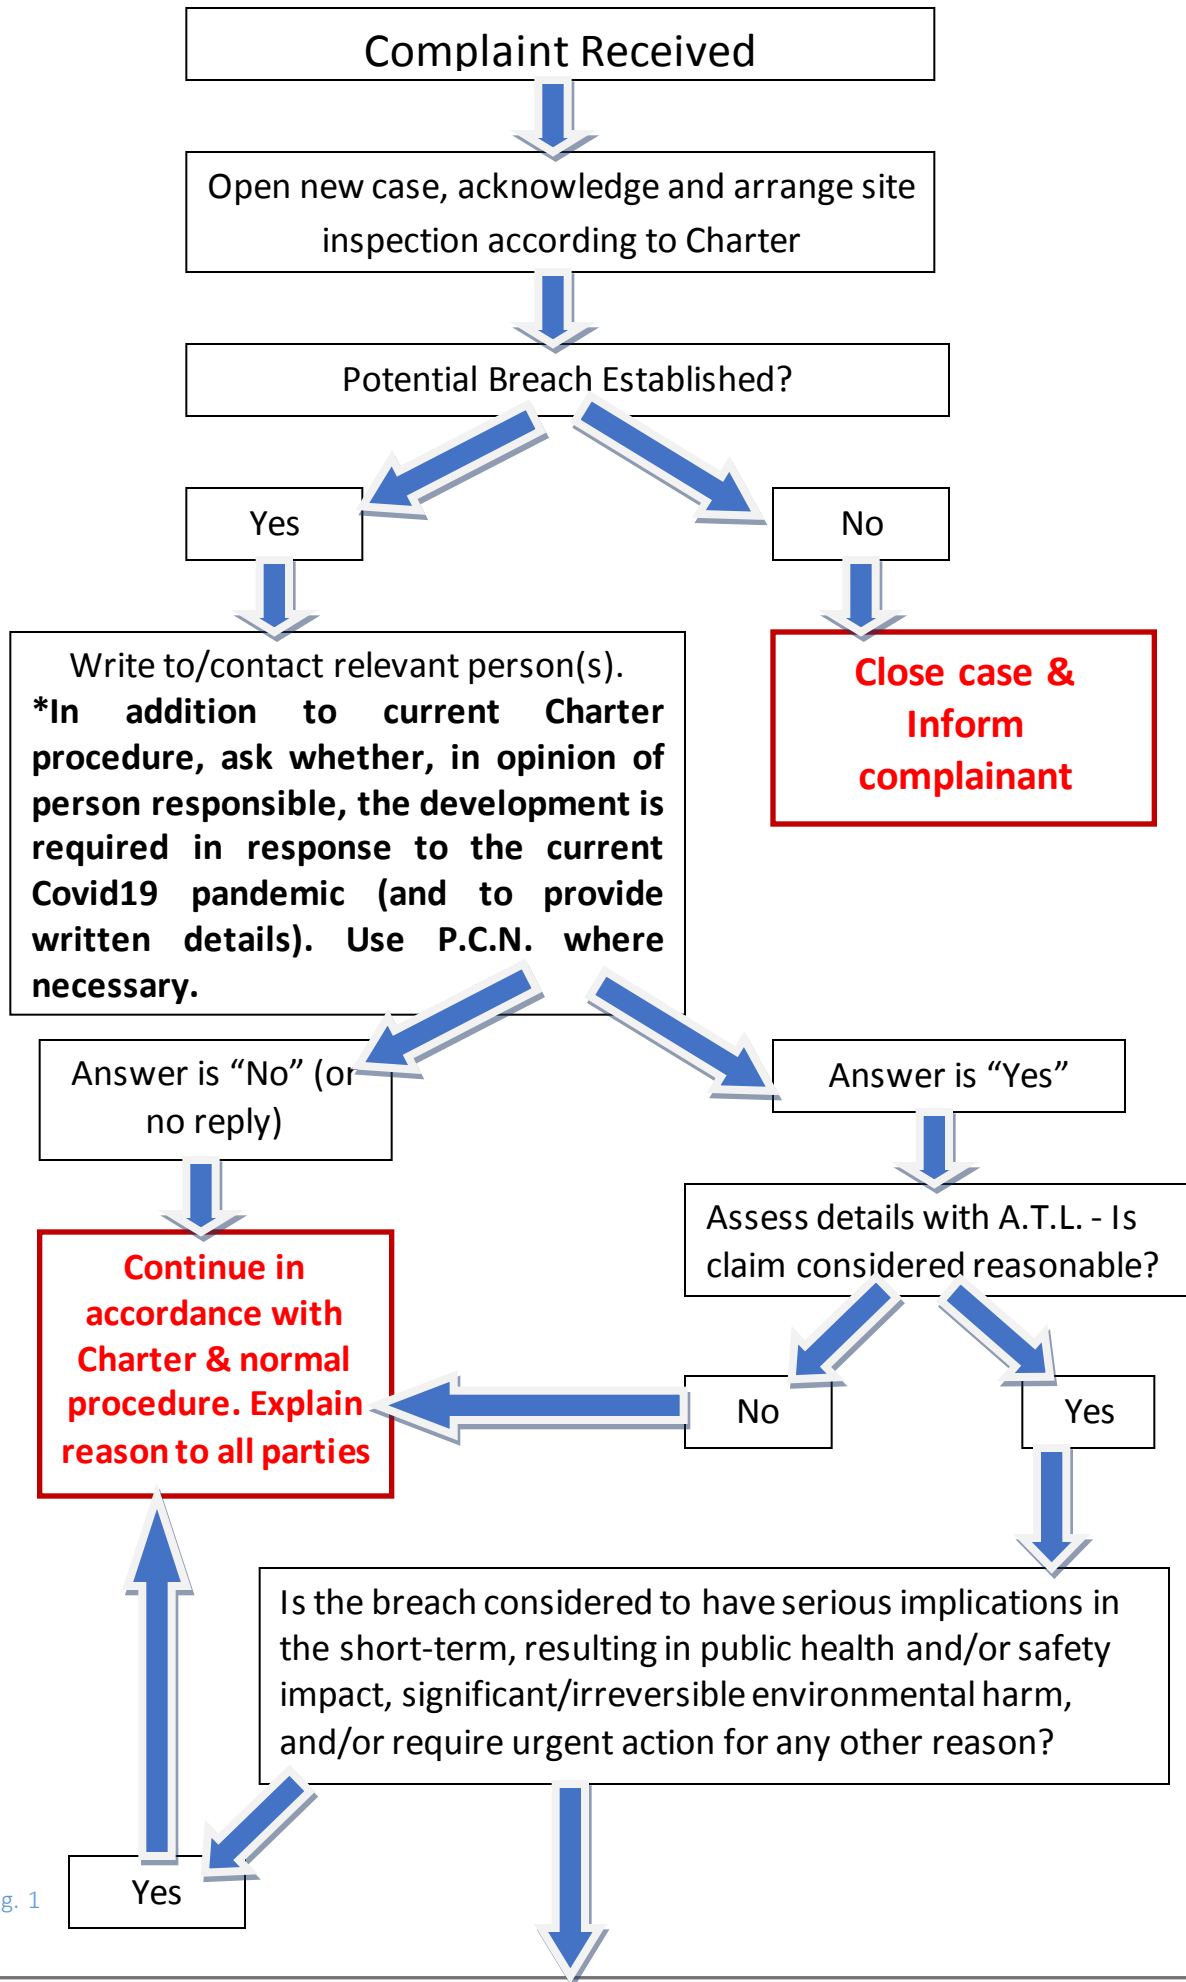 Complaint Received
Open new case, acknowledge and arrange site
inspection according to Charter
Potential Breach Established?
Yes
No
Write to/contact relevant person(s).
*In addition to current Charter
procedure, ask whether, in opinion of
person responsible, the development is
required in response to the current
Covid19 pandemic (and to provide
written details). Use P.C.N. where
necessary.
Close case &
Inform
complainant
Answer is “No” (or
no reply)
Answer is “Yes”
Continue in
accordance with
Charter & normal
procedure. Explain
reason to all parties
Assess details with A.T.L. - Is
claim considered reasonable?
No
Yes
Is the breach considered to have serious implications in
the short-term, resulting in public health and/or safety
impact, significant/irreversible environmental harm,
and/or require urgent action for any other reason?
Yes
g. 1